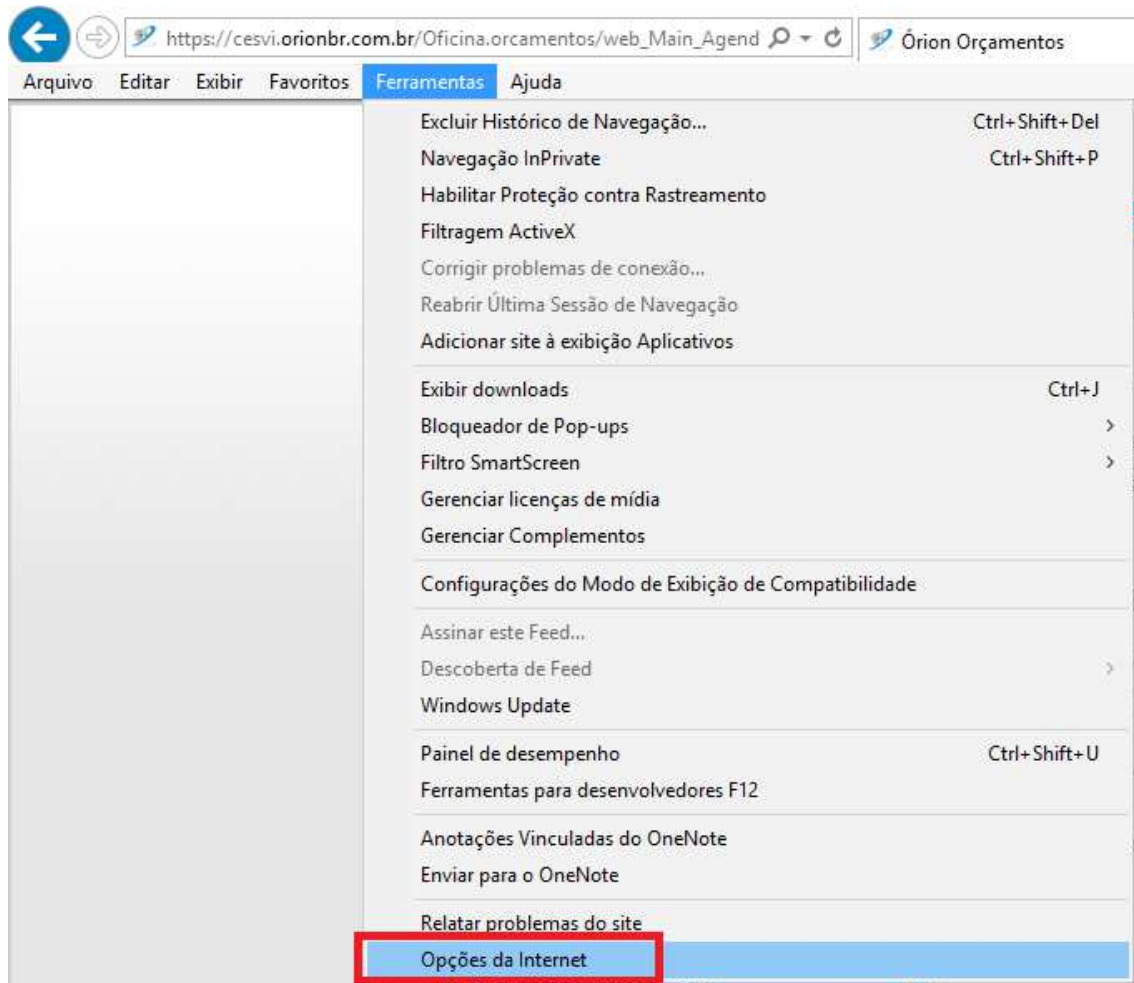 https://cesvi.orionbr.com.br/Oficina.orcamentos/web_Main_Agend
Órion Orçamentos
Arquivo Editar Exibir Favoritos Ferramentas Ajuda
Excluir Histórico de Navegação... Ctrl+Shift+Del
Navegação InPrivate Ctrl+Shift+P
Habilitar Proteção contra Rastreamento
Filtragem ActiveX
Corrigir problemas de conexão...
Reabrir Última Sessão de Navegação
Adicionar site à exibição Aplicativos
Exibir downloads Ctrl+J
Bloqueador de Pop-ups
Filtro SmartScreen
Gerenciar licenças de mídia
Gerenciar Complementos
Configurações do Modo de Exibição de Compatibilidade
Assinar este Feed...
Descoberta de Feed
Windows Update
Painel de desempenho Ctrl+Shift+U
Ferramentas para desenvolvedores F12
Anotações Vinculadas do OneNote
Enviar para o OneNote
Relatar problemas do site
Opções da Internet